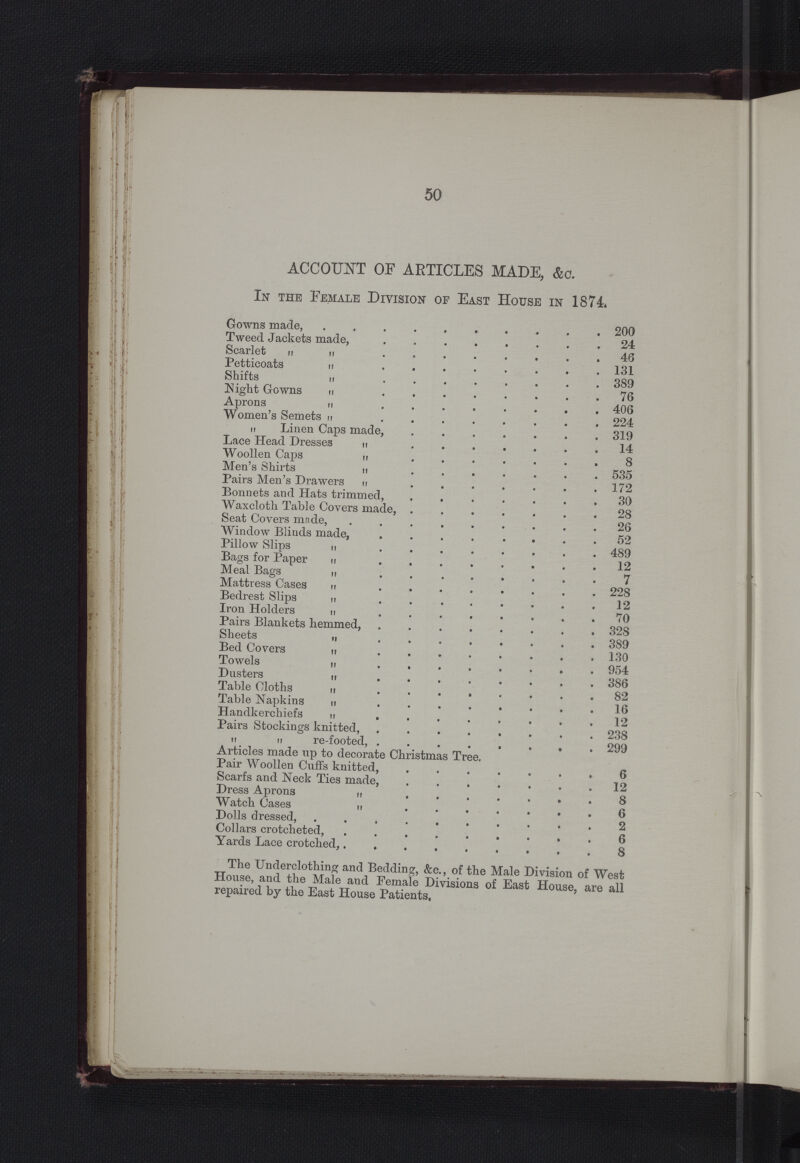 50
ACCOUNT OF ARTICLES MADE, &c.
IN THE FEMALE DIVISION OF EAST HOUSE IN 1874.
Gowns made, . . . . . . . . . . 200
Tweed Jackets made, . . . . . . . . 24
Scarlet " " . . . . . . . . 46
Petticoats " . . . . . . . . 131
Shifts " . . . . . . . . 389
Night Gowns " . . . . . . . . 76
Aprons " . . . . . . . . 406
Women's Semets " . . . . . . . . 224
" Linen Caps made, . . . . . . . 319
Lace Head Dresses " . . . . . . . 14
Woollen Caps " . . . . . . . 8
Men's Shirts " . . . . . . . 535
Pairs Men's Drawers " . . . . . . . 172
Bonnets and Hats trimmed, . . . . . . . 30
Waxcloth Table Covers made, . . . . . . . 28
Seat Covers made, . . . . . . . . . 26
Window Blinds made, . . . . . . . . 52
Pillow Slips " . . . . . . . . 489
Bags for Paper " . . . . . . . . 12
Meal Bags " . . . . . . . . 7
Mattress Cases " . . . . . . . . 228
Bedrest Slips " . . . . . . . . 12
Iron Holders " . . . . . . . . 70
Pairs Blankets hemmed, . . . . . . . . 328
Sheets " . . . . . . . . 389
Bed Covers " . . . . . . . . 130
Towels " . . . . . . . . 954
Dusters " . . . . . . . . 386
Table Cloths " . . . . . . . . 82
Table Napkins " . . . . . . . . 16
Handkerchiefs " . . . . . . . . 12
Pairs Stockings knitted, . . . . . . . . 238
" " re-footed, . . . . . . . . 299
Articles made up to decorate Christmas Tree.
Pair Woollen Cuffs knitted, . . . . . . . 6
Scarfs and Neck Ties made, . . . . . . . 12
Dress Aprons " . . . . . . . 8
Watch Cases " . . . . . . . 6
Dolls dressed, . . . . . . . . . . 2
Collars crotcheted, . . . . . . . . . 6
Yards Lace crotched, . . . . . . . . . 8
The Underclothing and Bedding, &c., of the Male Division of West
House, and the Male and Female Divisions of East House, are all
repaired by the East House Patients.